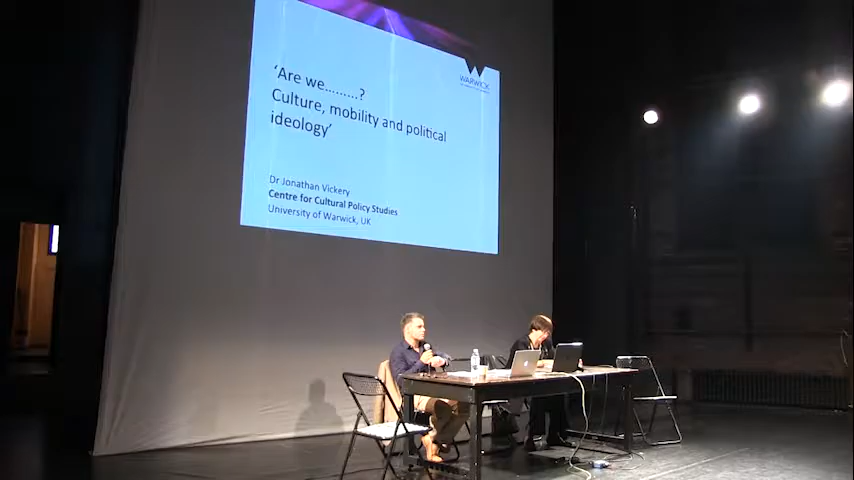 'Are we.........?
Culture, mobility and political
ideology'
WARWICK
Dr Jonathan Vickery
Centre for Cultural Policy Studies
University of Warwick, UK